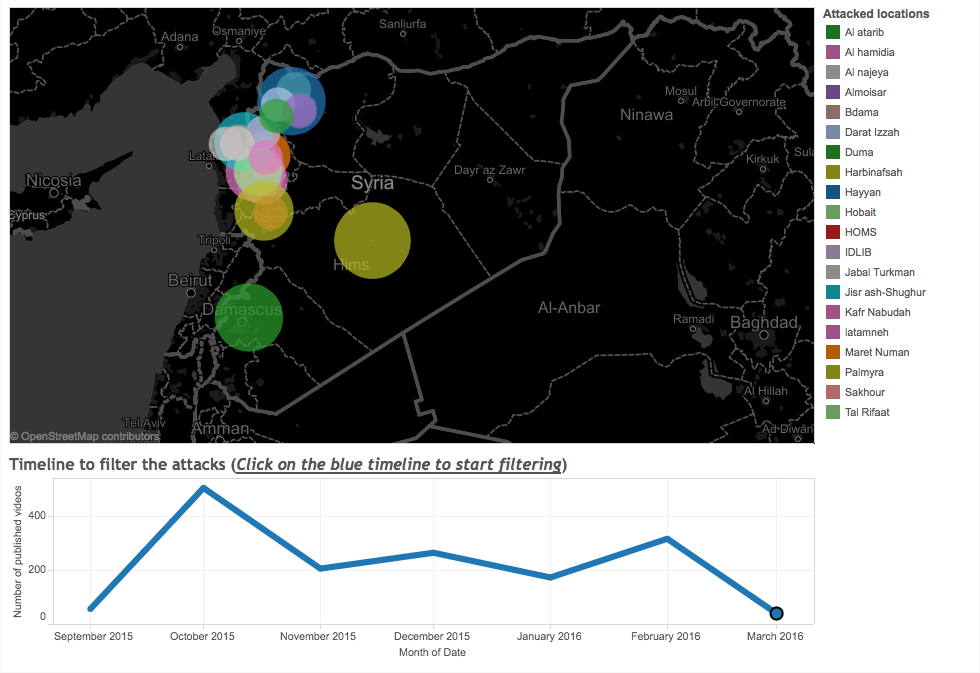 Adana
Osmaniye
Sanliurfa
Mosul
Arbil Governorate
Ninawa
Kirkuk
Dayr az Zawr
Syria
Nicosia
Cyprus
Tripoli
Hims
Beirut
Damascus
Al-Anbar
Ramadi
Baghdad
Al Hillah
Ad Diwan
Tel Aviv
Amman
© OpenStreetMap contributors
Attacked locations
Al atarib
Al hamidia
Al najeya
Almoisar
Bdama
Darat Izzah
Duma
Harbinafsah
Hayyan
Hobait
HOMS
IDLIB
Jabal Turkman
Jisr ash-Shughur
Kafr Nabudah
latamneh
Maret Numan
Palmyra
Sakhour
Tal Rifaat
Timeline to filter the attacks (Click on the blue timeline to start filtering)
Number of published videos
400
200
0
September 2015
October 2015
November 2015
December 2015
January 2016
February 2016
March 2016
Month of Date